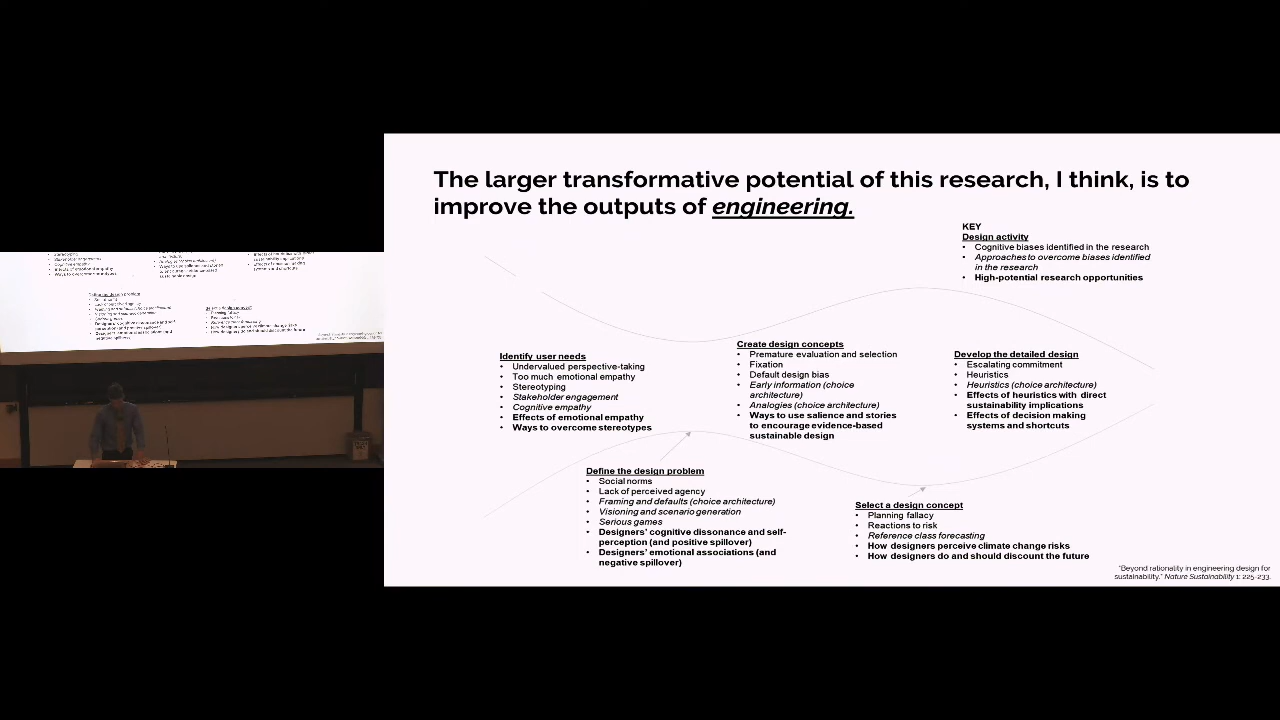 The larger transformative potential of this research, I think, is to
improve the outputs of engineering.
KEY
Design activity
• Cognitive biases identified in the research
• Approaches to overcome biases identified
in the research
• High-potential research opportunities
Identify user needs
• Undervalued perspective-taking
• Too much emotional empathy
• Stereotyping
• Stakeholder engagement
• Cognitive empathy
• Effects of emotional empathy
• Ways to overcome stereotypes
Create design concepts
• Premature evaluation and selection
• Fixation
• Default design bias
• Early information (choice
architecture)
• Analogies (choice architecture)
• Ways to use salience and stories
to encourage evidence-based
sustainable design
Develop the detailed design
• Escalating commitment
• Heuristics
• Heuristics (choice architecture)
• Effects of heuristics with direct
sustainability implications
• Effects of decision making
systems and shortcuts
Define the design problem
• Social norms
• Lack of perceived agency
• Framing and defaults (choice architecture)
• Visioning and scenario generation
• Serious games
• Designers' cognitive dissonance and self-
perception (and positive spillover)
• Designers' emotional associations (and
negative spillover)
Select a design concept
• Planning fallacy
• Reactions to risk
• Reference class forecasting
• How designers perceive climate change risks
• How designers do and should discount the future
"Beyond rationality in engineering design for
sustainability." Nature Sustainability 1: 225-233.